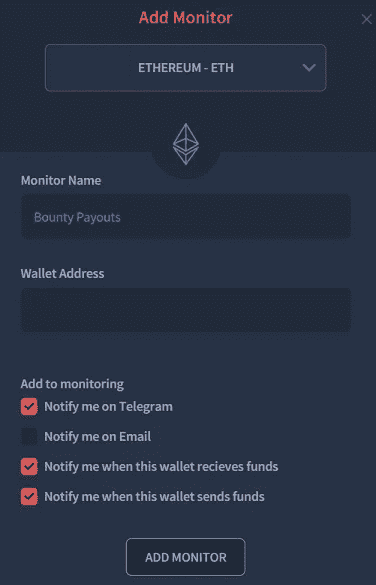 Add Monitor
ETHEREUM - ETH
Monitor Name
Bounty Payouts
Wallet Address
Add to monitoring
Notify me on Telegram
Notify me on Email
Notify me when this wallet recieves funds
Notify me when this wallet sends funds
ADD MONITOR